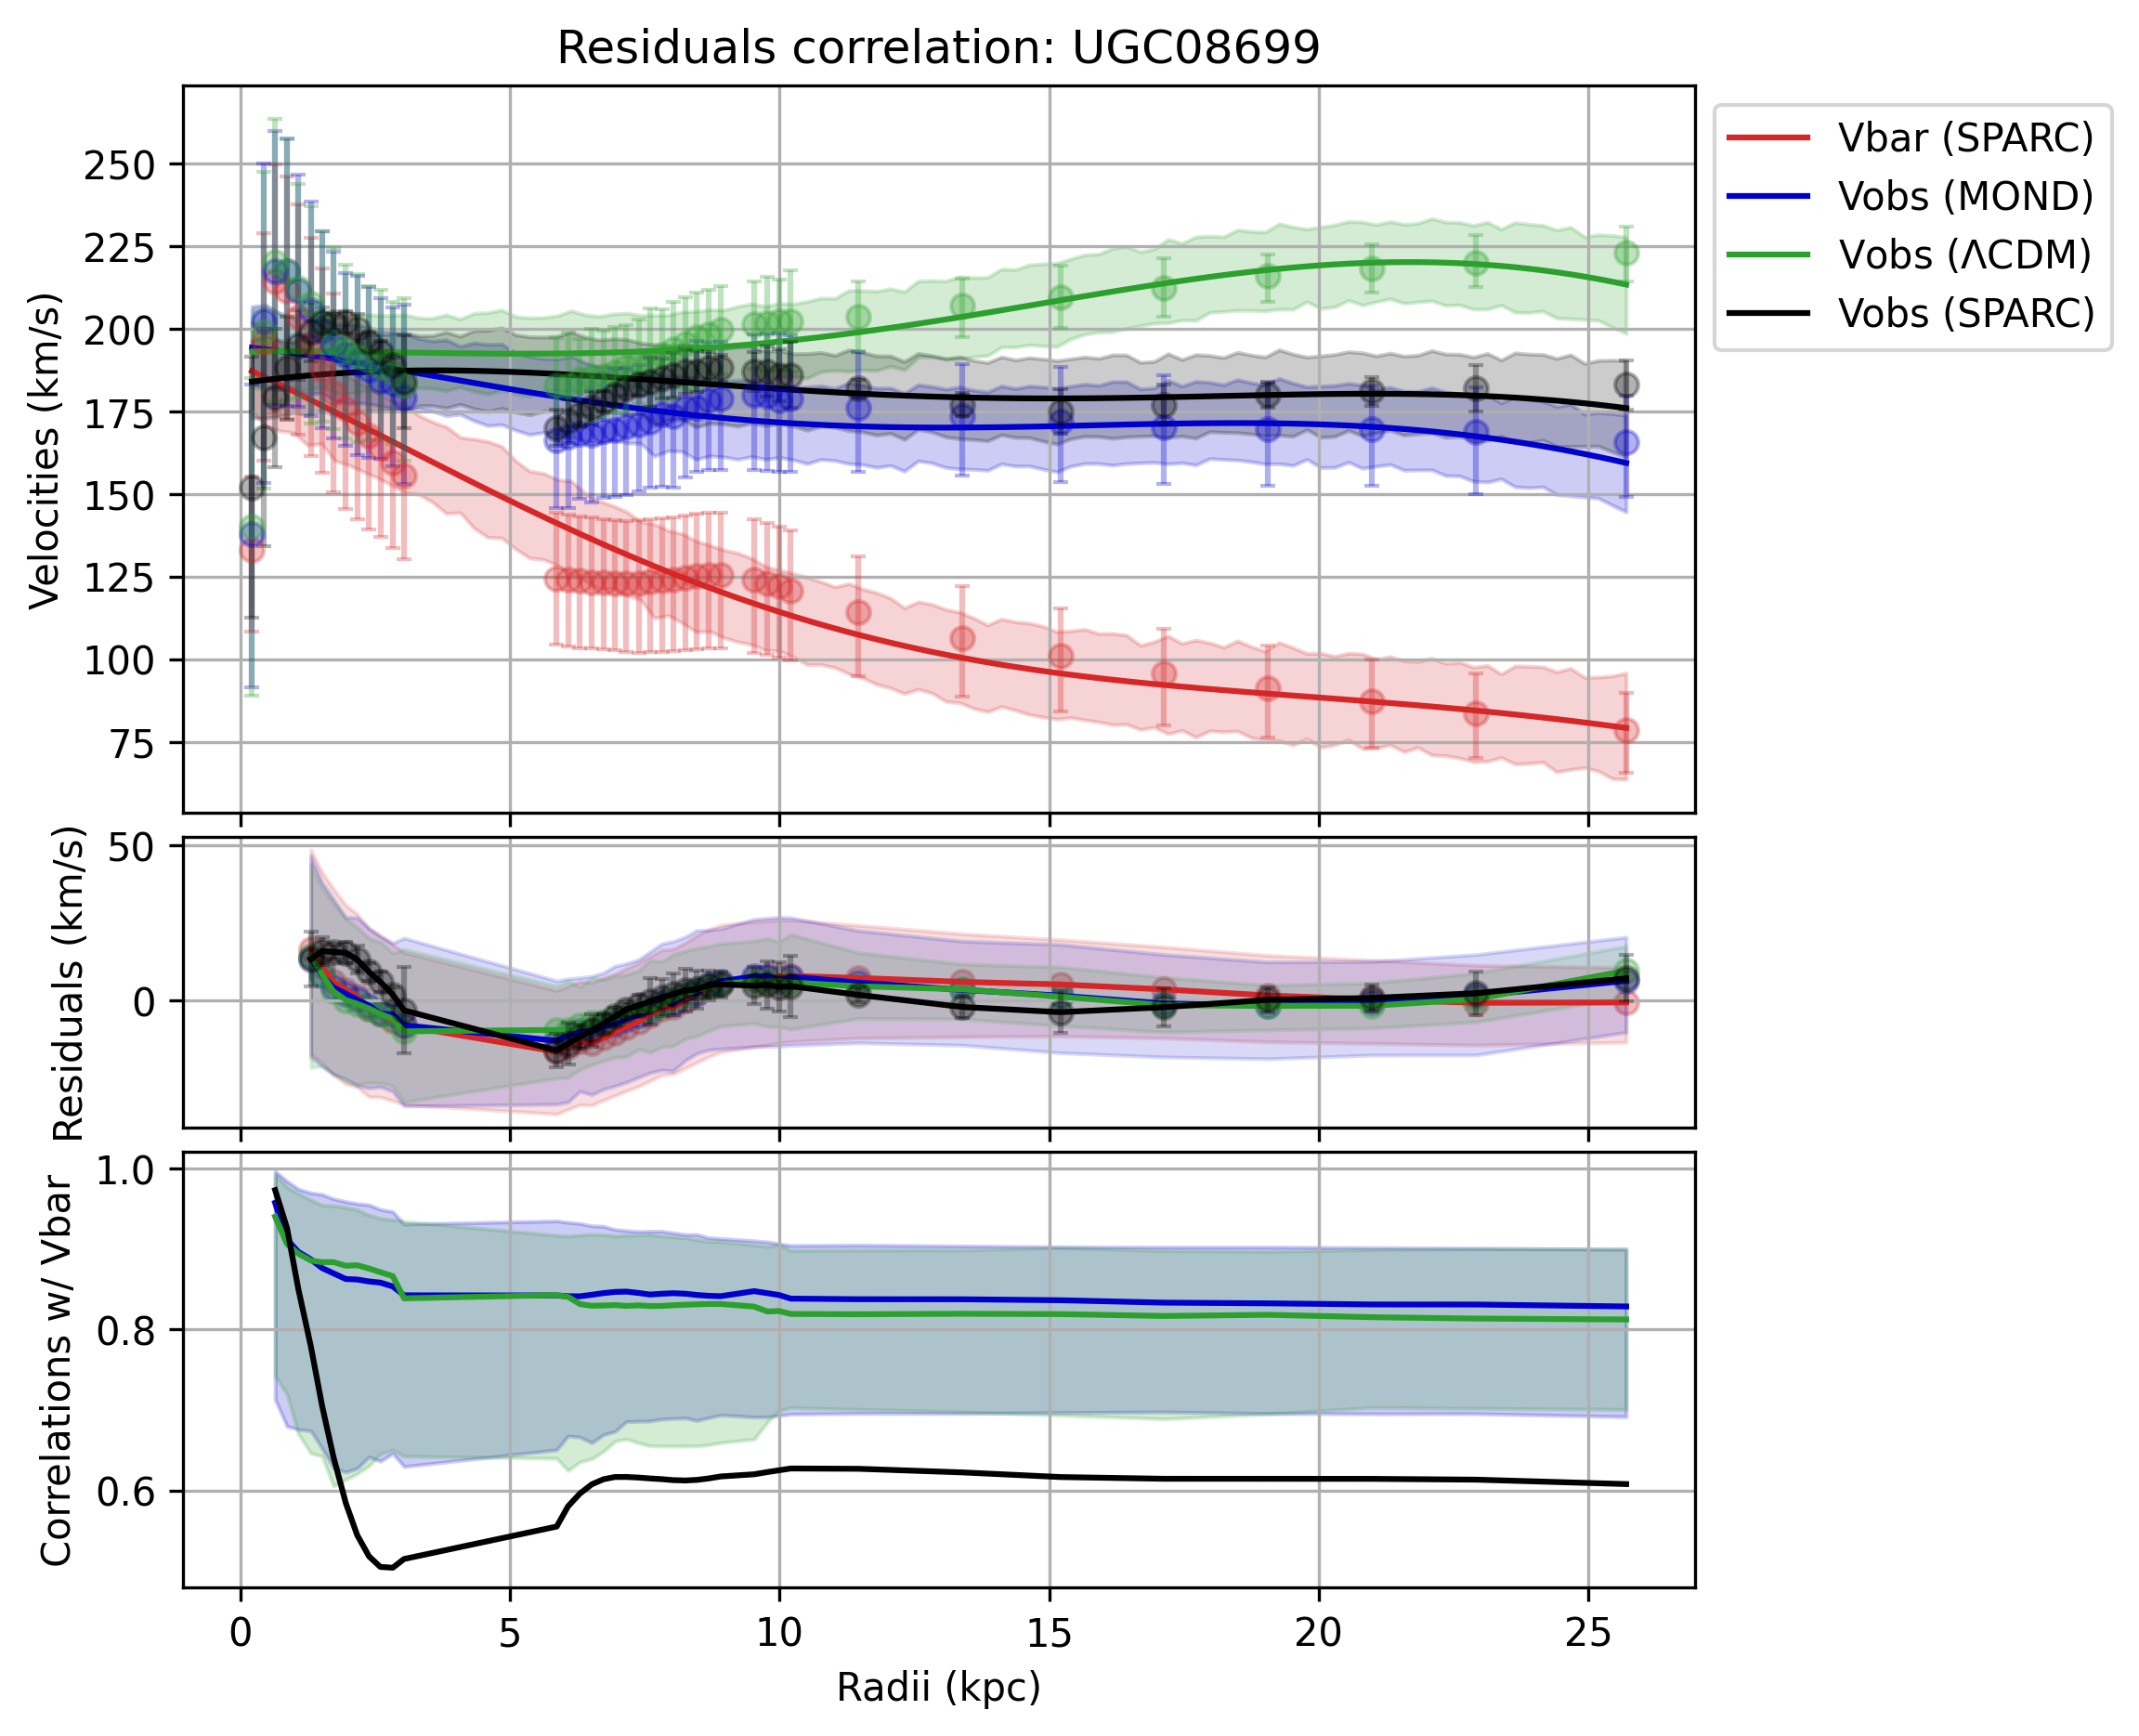 Residuals correlation: UGC08699
Velocities (km/s)
250
225
200
175
150
125
100
75
Vbar (SPARC)
Vobs (MOND)
Vobs (ΛCDM)
Vobs (SPARC)
Residuals (km/s)
50
0
Correlations w/ Vbar
1.0
0.8
0.6
0 5 10 15 20 25
Radii (kpc)